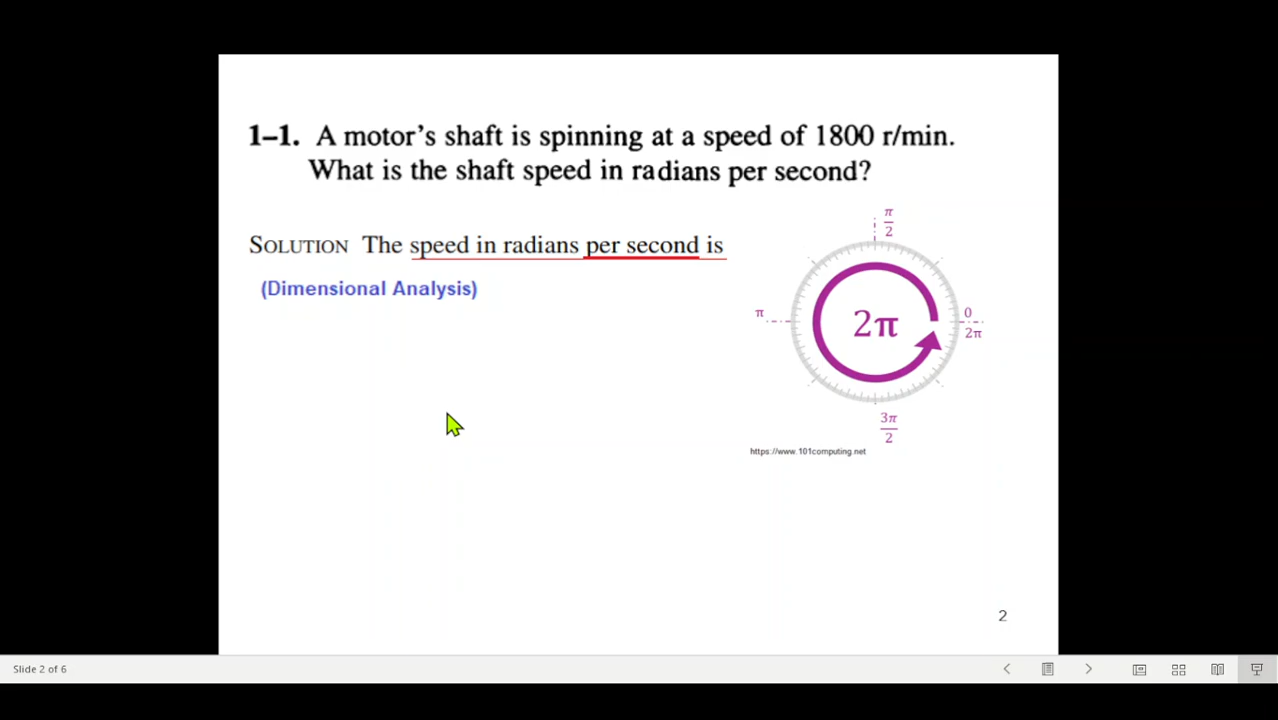 1–1. A motor's shaft is spinning at a speed of 1800 r/min.
What is the shaft speed in radians per second?
SOLUTION The speed in radians per second is
(Dimensional Analysis)
π
2
π
2π
0
2π
3π
2
https://www.101computing.net
2
Slide 2 of 6